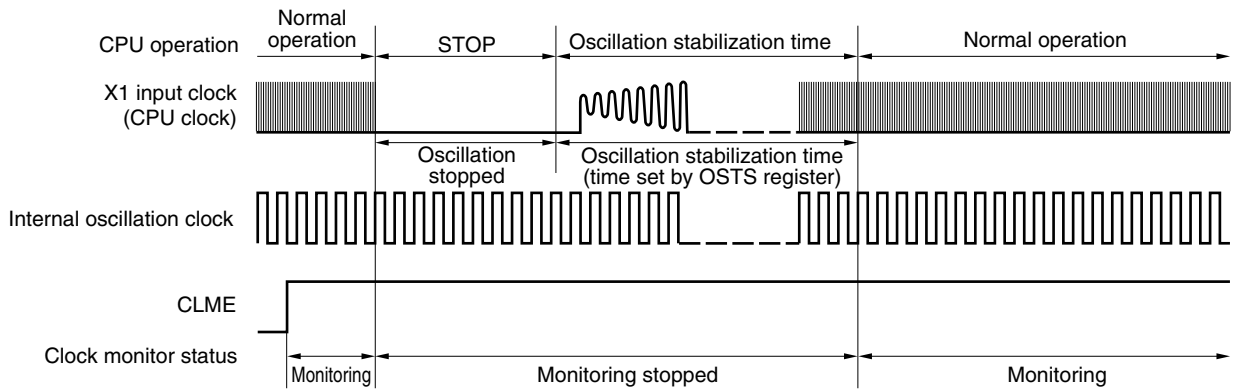 Normal
operation
CPU operation
STOP
Oscillation stabilization time
Normal operation
X1 input clock
(CPU clock)
Oscillation
stopped
Oscillation stabilization time
(time set by OSTS register)
Internal oscillation clock
CLME
Clock monitor status
Monitoring
Monitoring stopped
Monitoring